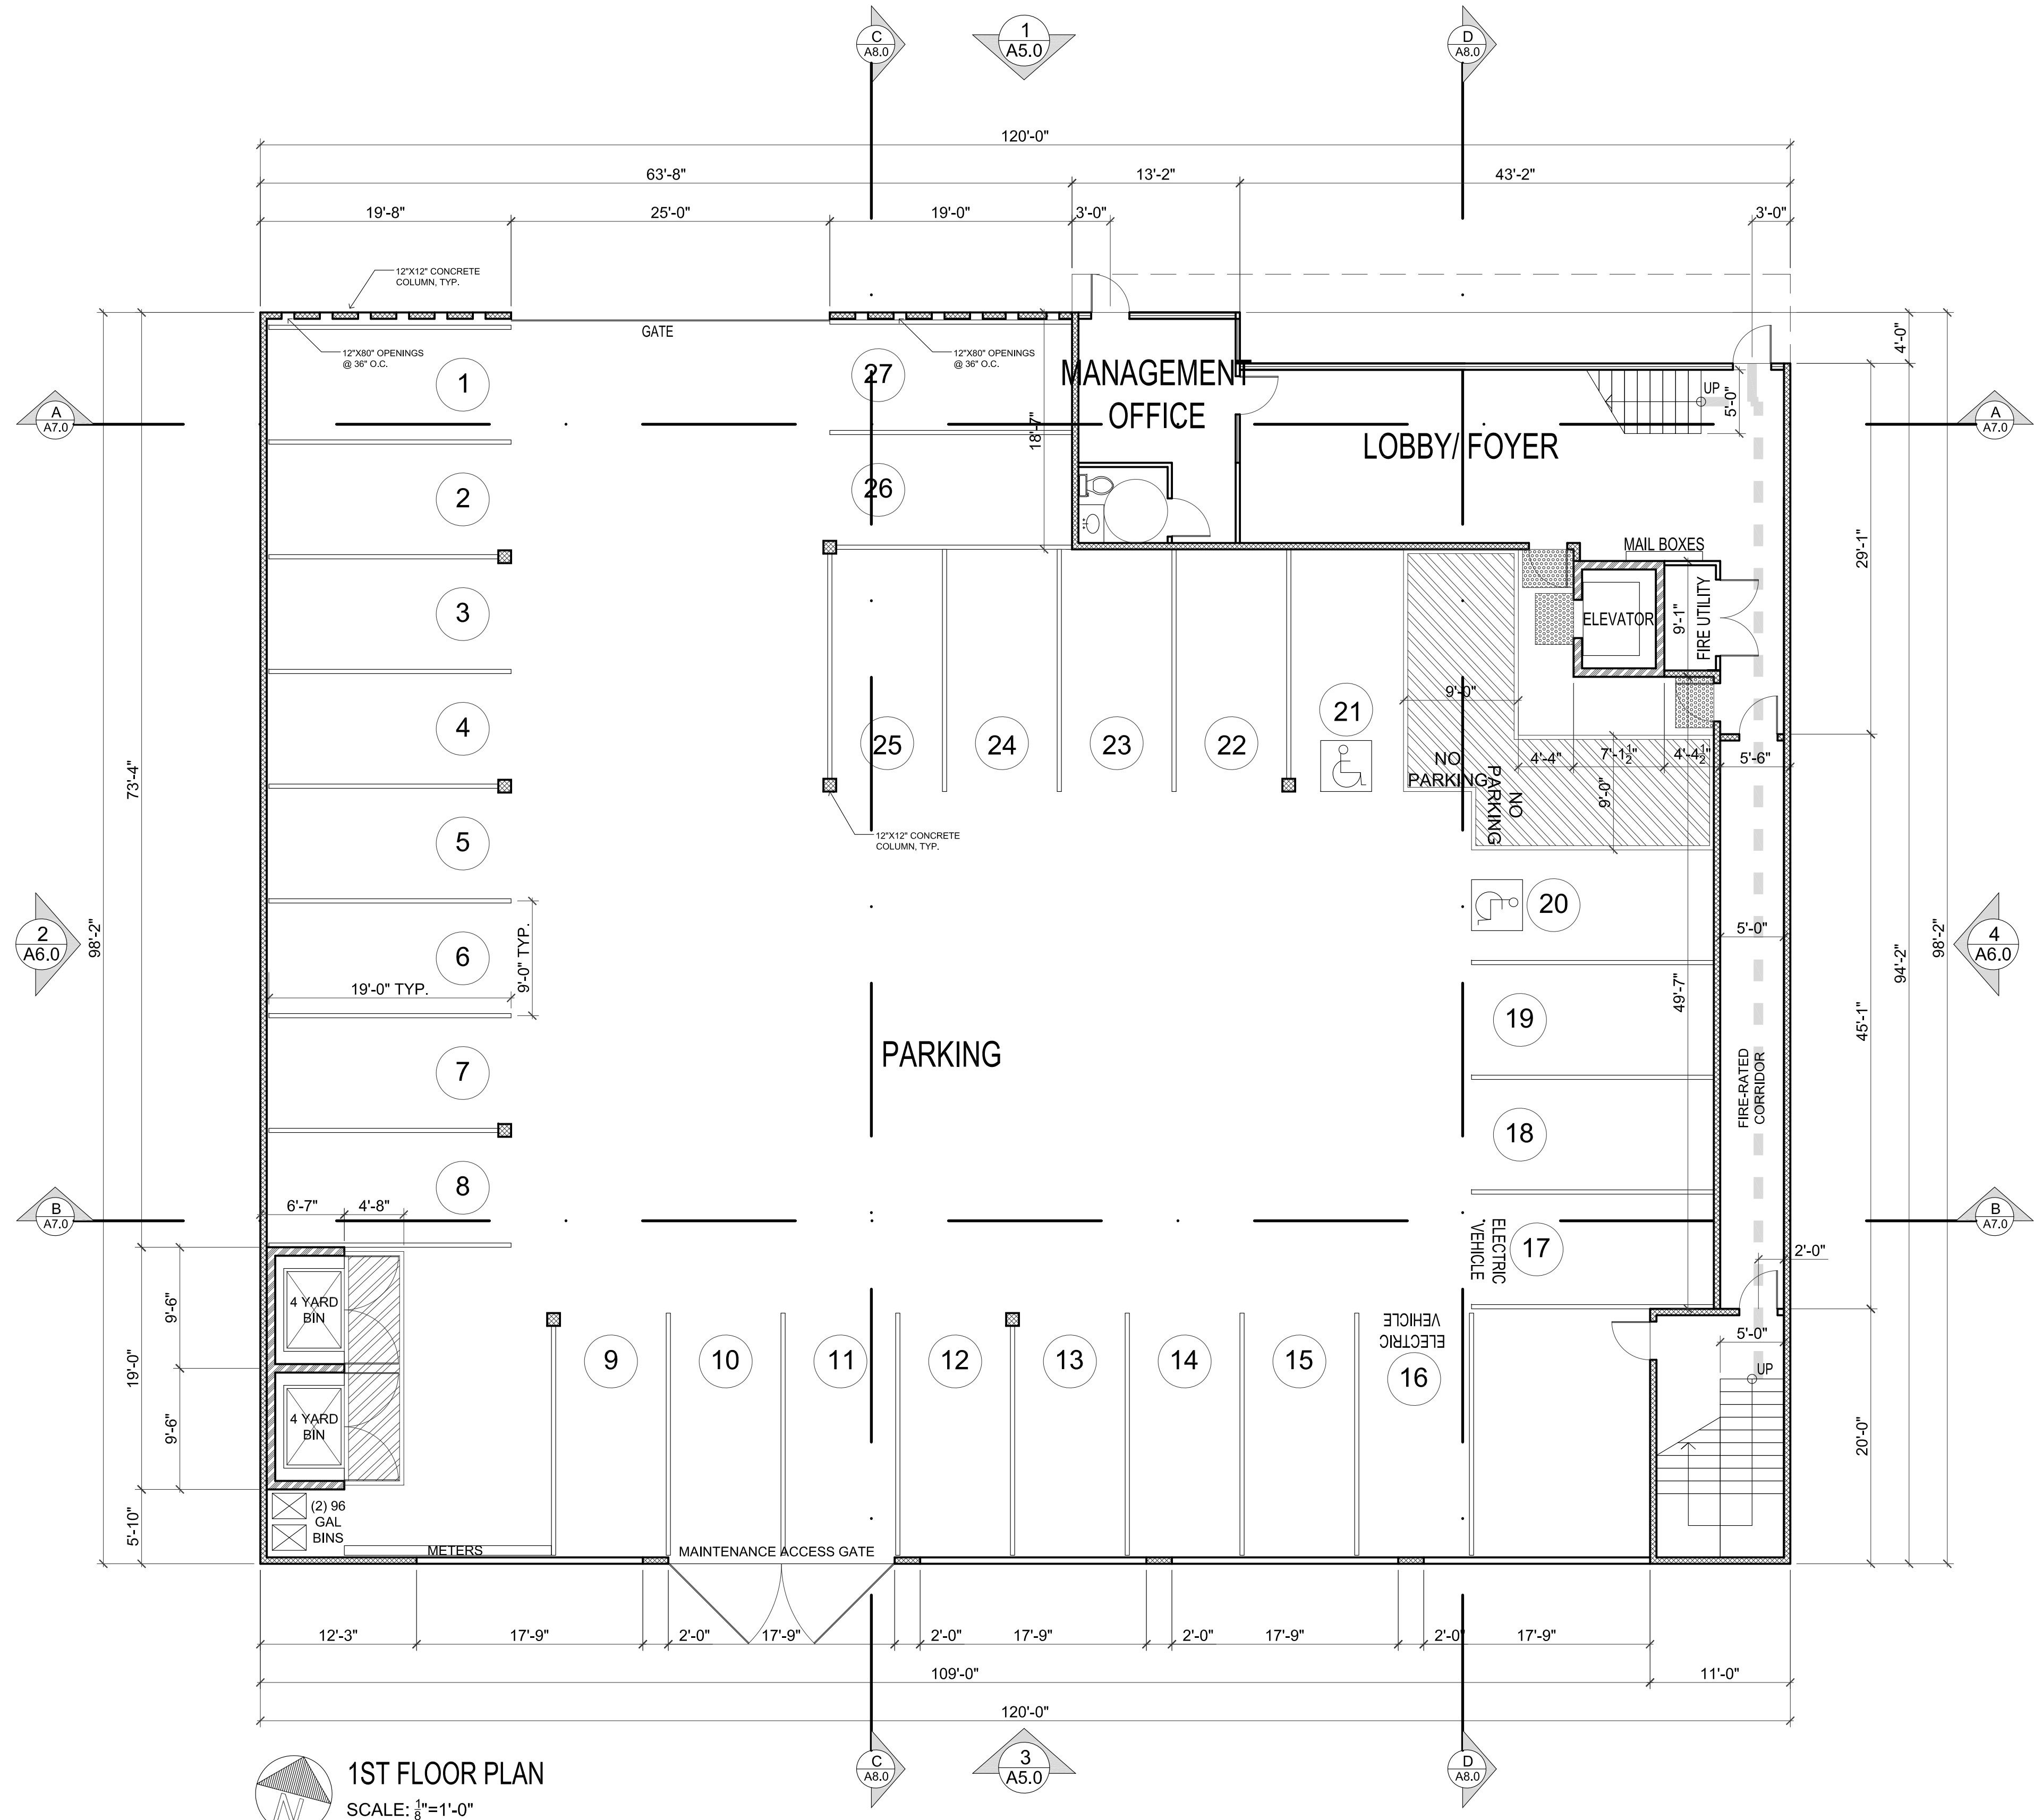 C
A8.0
1
A5.0
D
A8.0
120'-0"
63'-8"
13'-2"
43'-2"
19'-8"
25'-0"
19'-0"
3'-0"
3'-0"
12"X12" CONCRETE
COLUMN, TYP.
GATE
12"X80" OPENINGS
@ 36" O.C.
12"X80" OPENINGS
@ 36" O.C.
4'-0"
1
27
MANAGEMENT
OFFICE
UP
5'-0"
A
A7.0
A
A7.0
18'-7"
LOBBY/ FOYER
2
26
MAIL BOXES
29'-1"
3
ELEVATOR
9'-1"
FIRE UTILITY
4
9'-0"
21
25
24
23
22
NO
PARKING
NO
PARKING
4'-4"
7'-1½"
4'-4½"
5'-6"
9'-0"
73'-4"
5
12"X12" CONCRETE
COLUMN, TYP.
20
2
A6.0
98'-2"
6
9'-0" TYP.
19'-0" TYP.
5'-0"
94'-2"
98'-2"
4
A6.0
49'-7"
19
45'-1"
PARKING
7
FIRE-RATED
CORRIDOR
18
8
6'-7"
4'-8"
B
A7.0
B
A7.0
ELECTRIC
VEHICLE
17
2'-0"
9'-6"
4 YARD
BIN
19'-0"
ELECTRIC
VEHICLE
5'-0"
UP
9
10
11
12
13
14
15
16
9'-6"
4 YARD
BIN
20'-0"
5'-10"
(2) 96
GAL
BINS
METERS
MAINTENANCE ACCESS GATE
12'-3"
17'-9"
2'-0"
17'-9"
2'-0"
17'-9"
2'-0"
17'-9"
2'-0"
17'-9"
109'-0"
11'-0"
120'-0"
C
A8.0
3
A5.0
D
A8.0
N
1ST FLOOR PLAN
SCALE: ⅛"=1'-0"